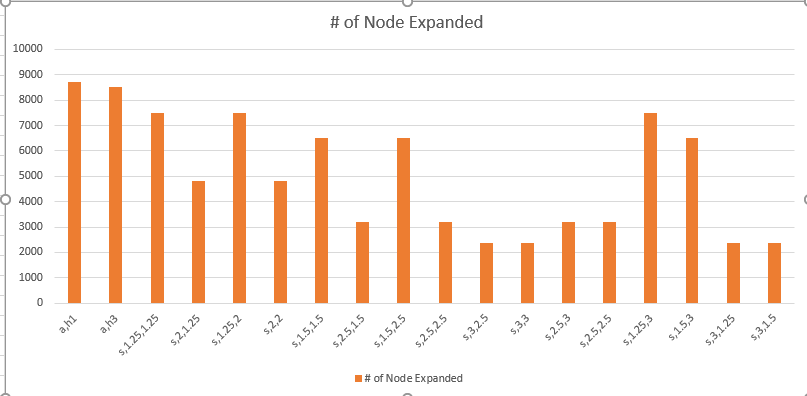 # of Node Expanded
10000
9000
8000
7000
6000
5000
4000
3000
2000
1000
0
a,h1
a,h3
s,1.25,1.25
s,2,1.25
s,1.25,2
s,2,2
s,1.5,1.5
s,2.5,1.5
s,1.5,2.5
s,2.5,2.5
s,3,2.5
s,3,3
s,2.5,3
s,2.5,2.5
s,1.25,3
s,1.5,3
s,3,1.25
s,3,1.5
# of Node Expanded